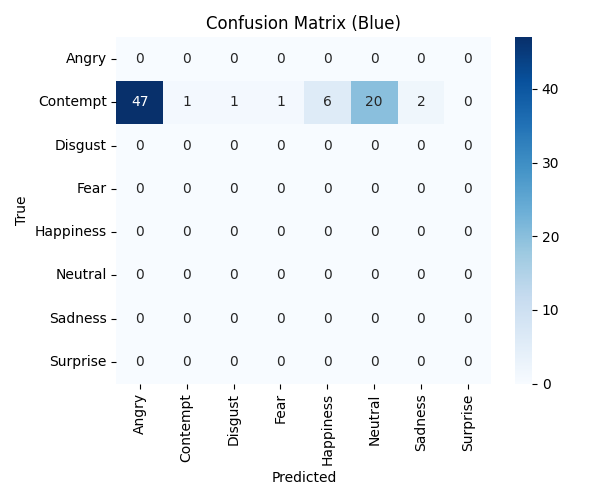 Confusion Matrix (Blue)
True
Angry 0 0 0 0 0 0 0 0
Contempt 47 1 1 1 6 20 2 0
Disgust 0 0 0 0 0 0 0 0
Fear 0 0 0 0 0 0 0 0
Happiness 0 0 0 0 0 0 0 0
Neutral 0 0 0 0 0 0 0 0
Sadness 0 0 0 0 0 0 0 0
Surprise 0 0 0 0 0 0 0 0
Angry Contempt Disgust Fear Happiness Neutral Sadness Surprise
Predicted
40
30
20
10
0